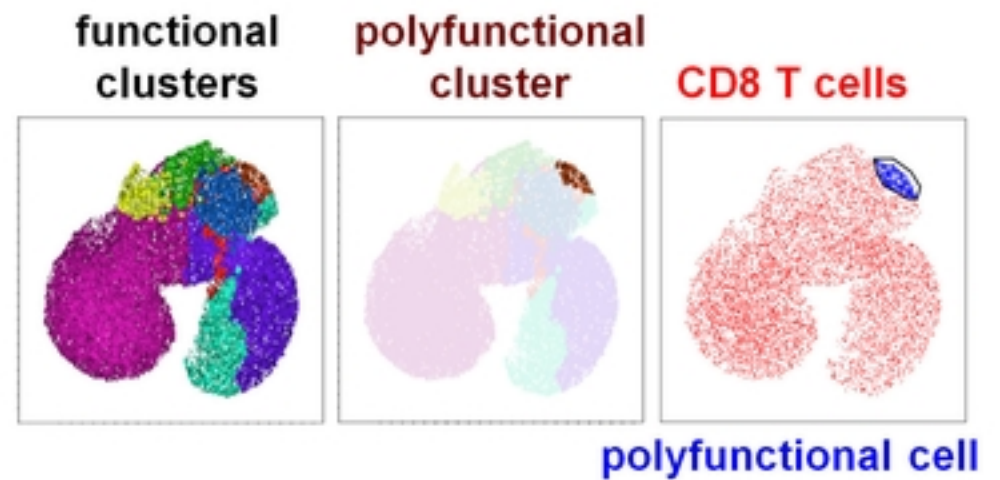 functional
clusters
polyfunctional
cluster
CD8 T cells
polyfunctional cell